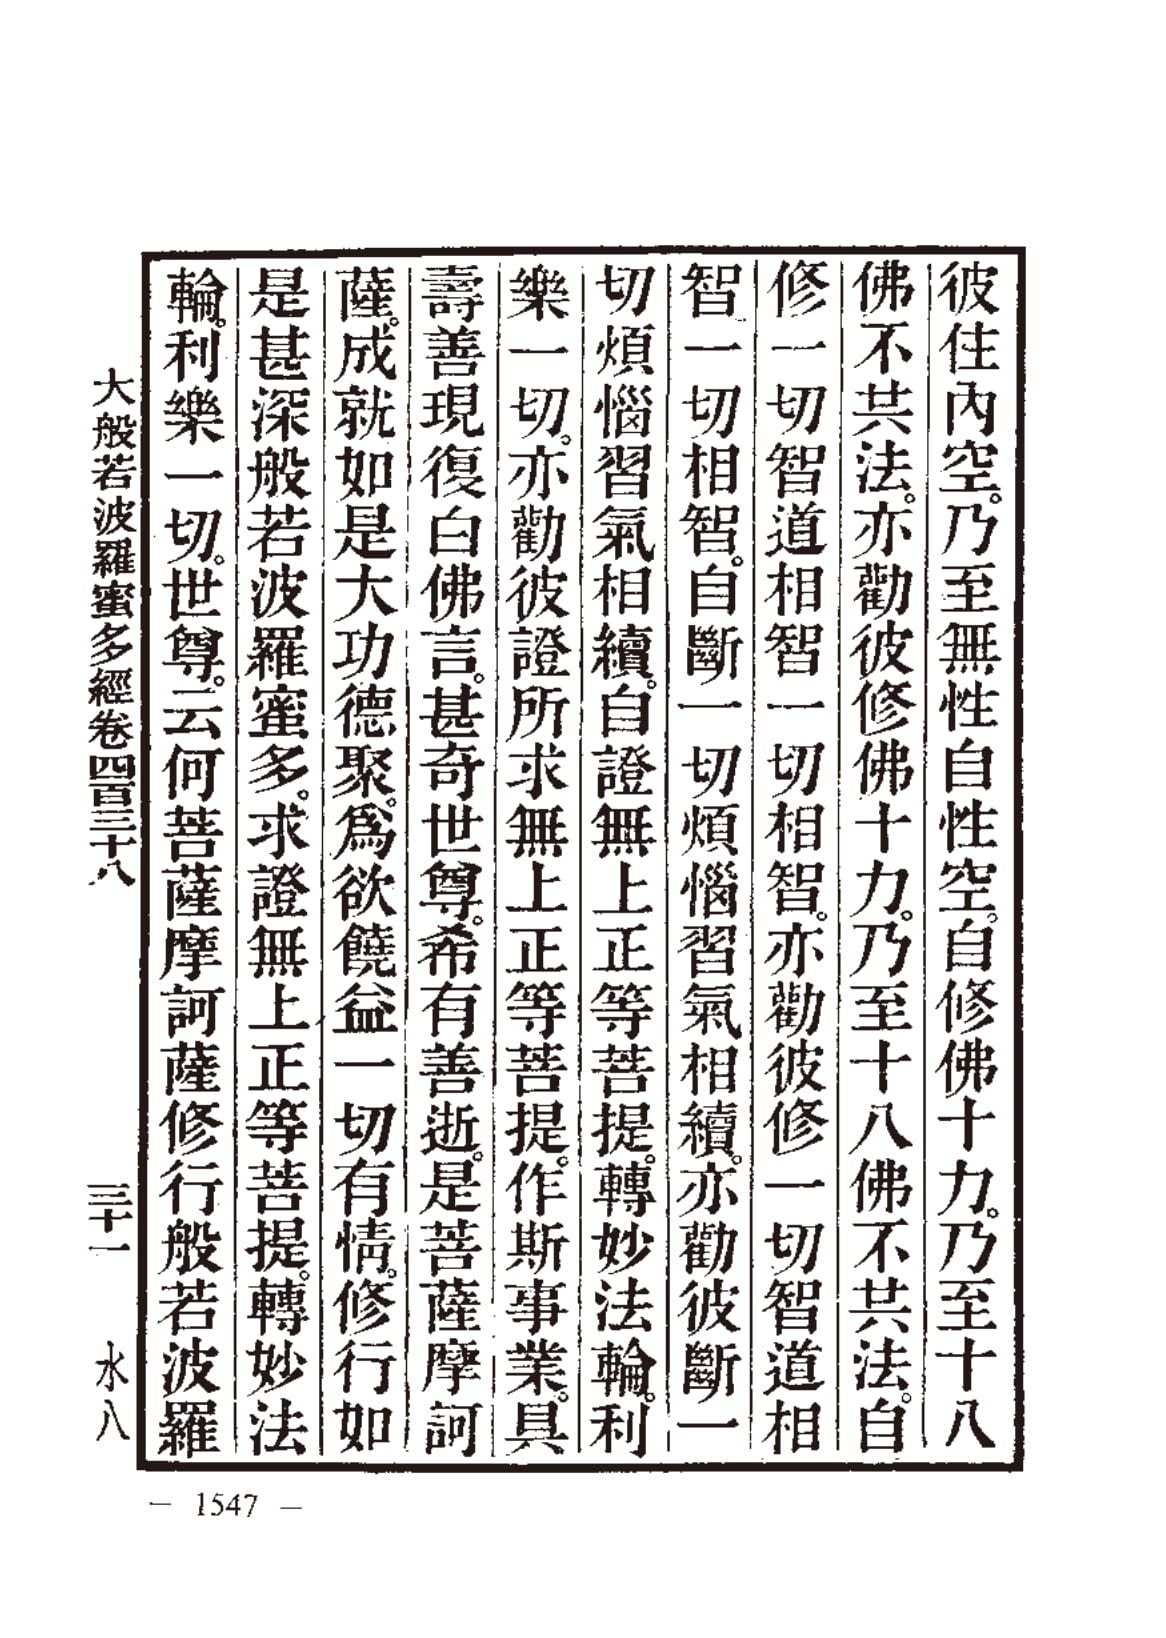 彼住內空。乃至無性自性空。自修佛十力。乃至十八
佛不共法。亦勸彼修佛十力。乃至十八佛不共法。自
修一切智道相智一切相智。亦勸彼修一切智道相
智一切相智。自斷一切煩惱習氣相續。亦勸彼斷一
切煩惱習氣相續。自證無上正等菩提。轉妙法輪。利
樂一切。亦勸彼證所求無上正等菩提。作斯事業。具
壽善現復白佛言。甚奇世尊。希有善逝。是菩薩摩訶
薩。成就如是大功德聚。爲欲饒益一切有情。修行如
是甚深般若波羅蜜多。求證無上正等菩提。轉妙法
輪。利樂一切。世尊。云何菩薩摩訶薩修行般若波羅
大般若波羅蜜多經卷四百三十八 三十一 水八
— 1547 —